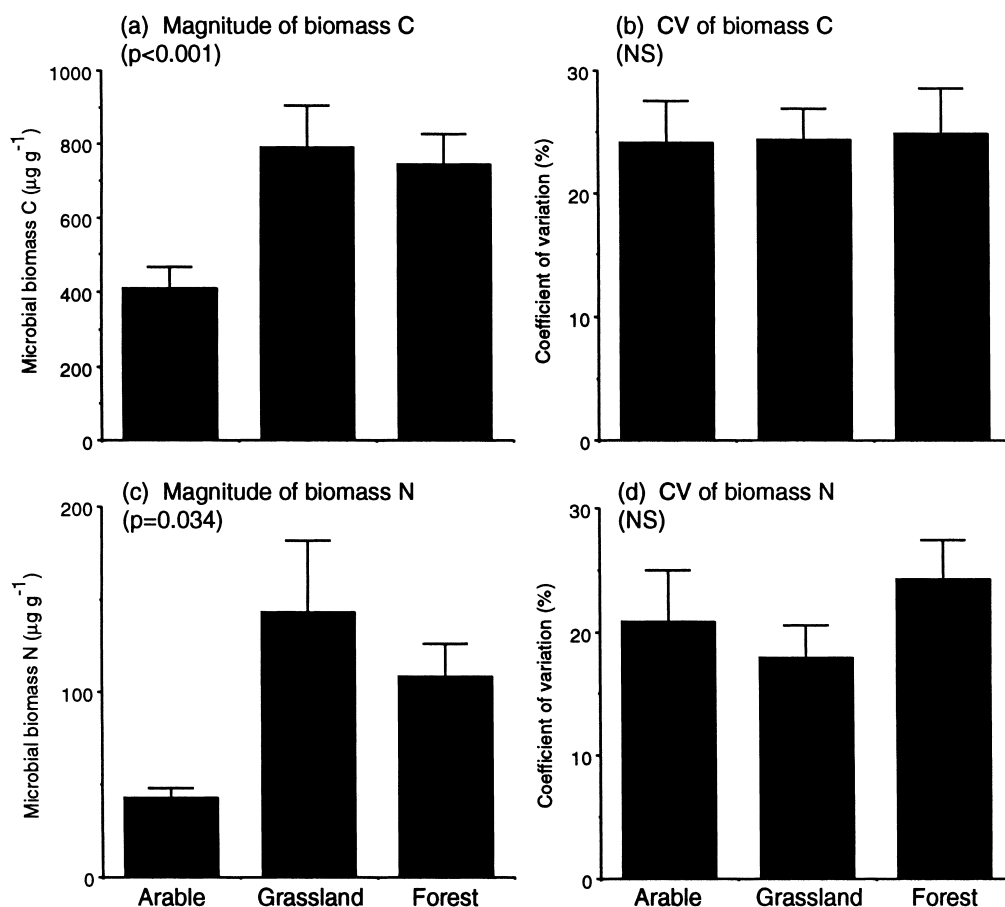 (a) Magnitude of biomass C
(p<0.001)
Microbial biomass C (µg g⁻¹)
1000
800
600
400
200
0
(b) CV of biomass C
(NS)
Coefficient of variation (%)
30
20
10
0
(c) Magnitude of biomass N
(p=0.034)
Microbial biomass N (µg g⁻¹)
200
100
0
Arable Grassland Forest
(d) CV of biomass N
(NS)
Coefficient of variation (%)
30
20
10
0
Arable Grassland Forest